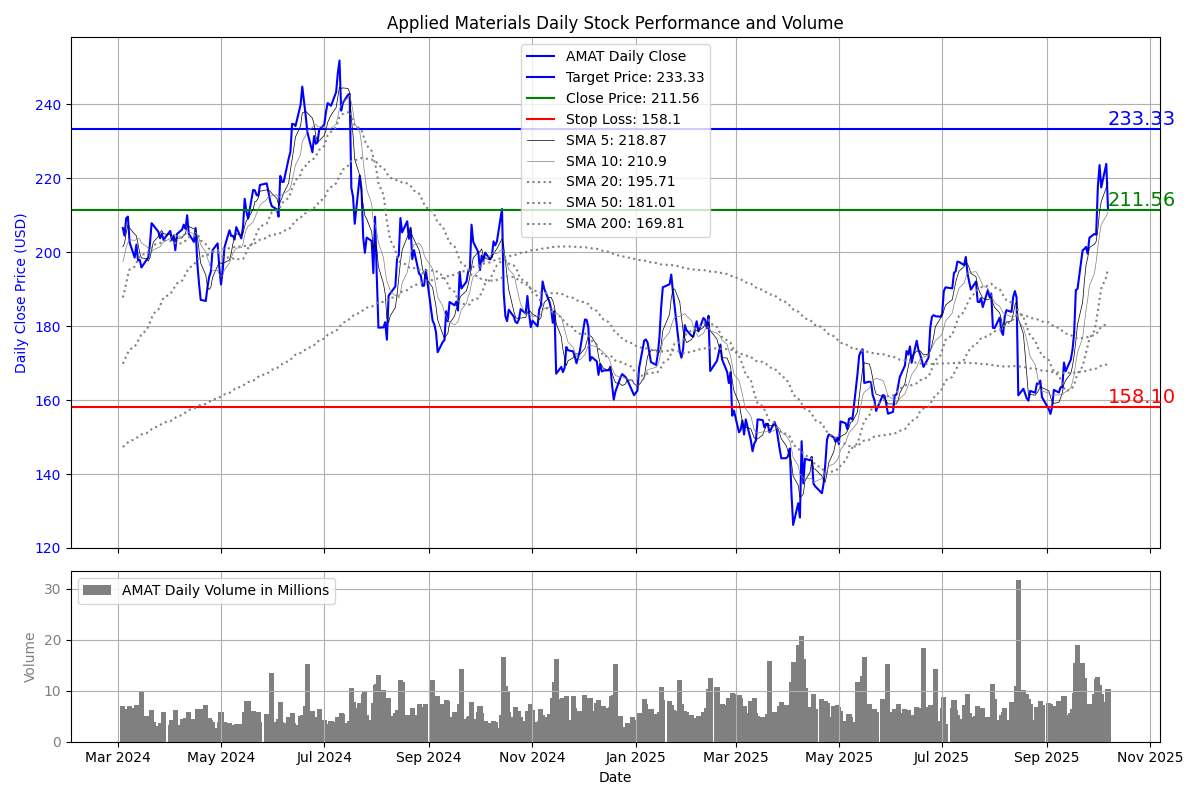 Applied Materials Daily Stock Performance and Volume
AMAT Daily Close
Target Price: 233.33
Close Price: 211.56
Stop Loss: 158.1
SMA 5: 218.87
SMA 10: 210.9
SMA 20: 195.71
SMA 50: 181.01
SMA 200: 169.81
Daily Close Price (USD)
240
220
200
180
160
140
120
233.33
211.56
158.10
AMAT Daily Volume in Millions
Volume
30
20
10
0
Mar 2024 May 2024 Jul 2024 Sep 2024 Nov 2024 Jan 2025 Mar 2025 May 2025 Jul 2025 Sep 2025 Nov 2025
Date